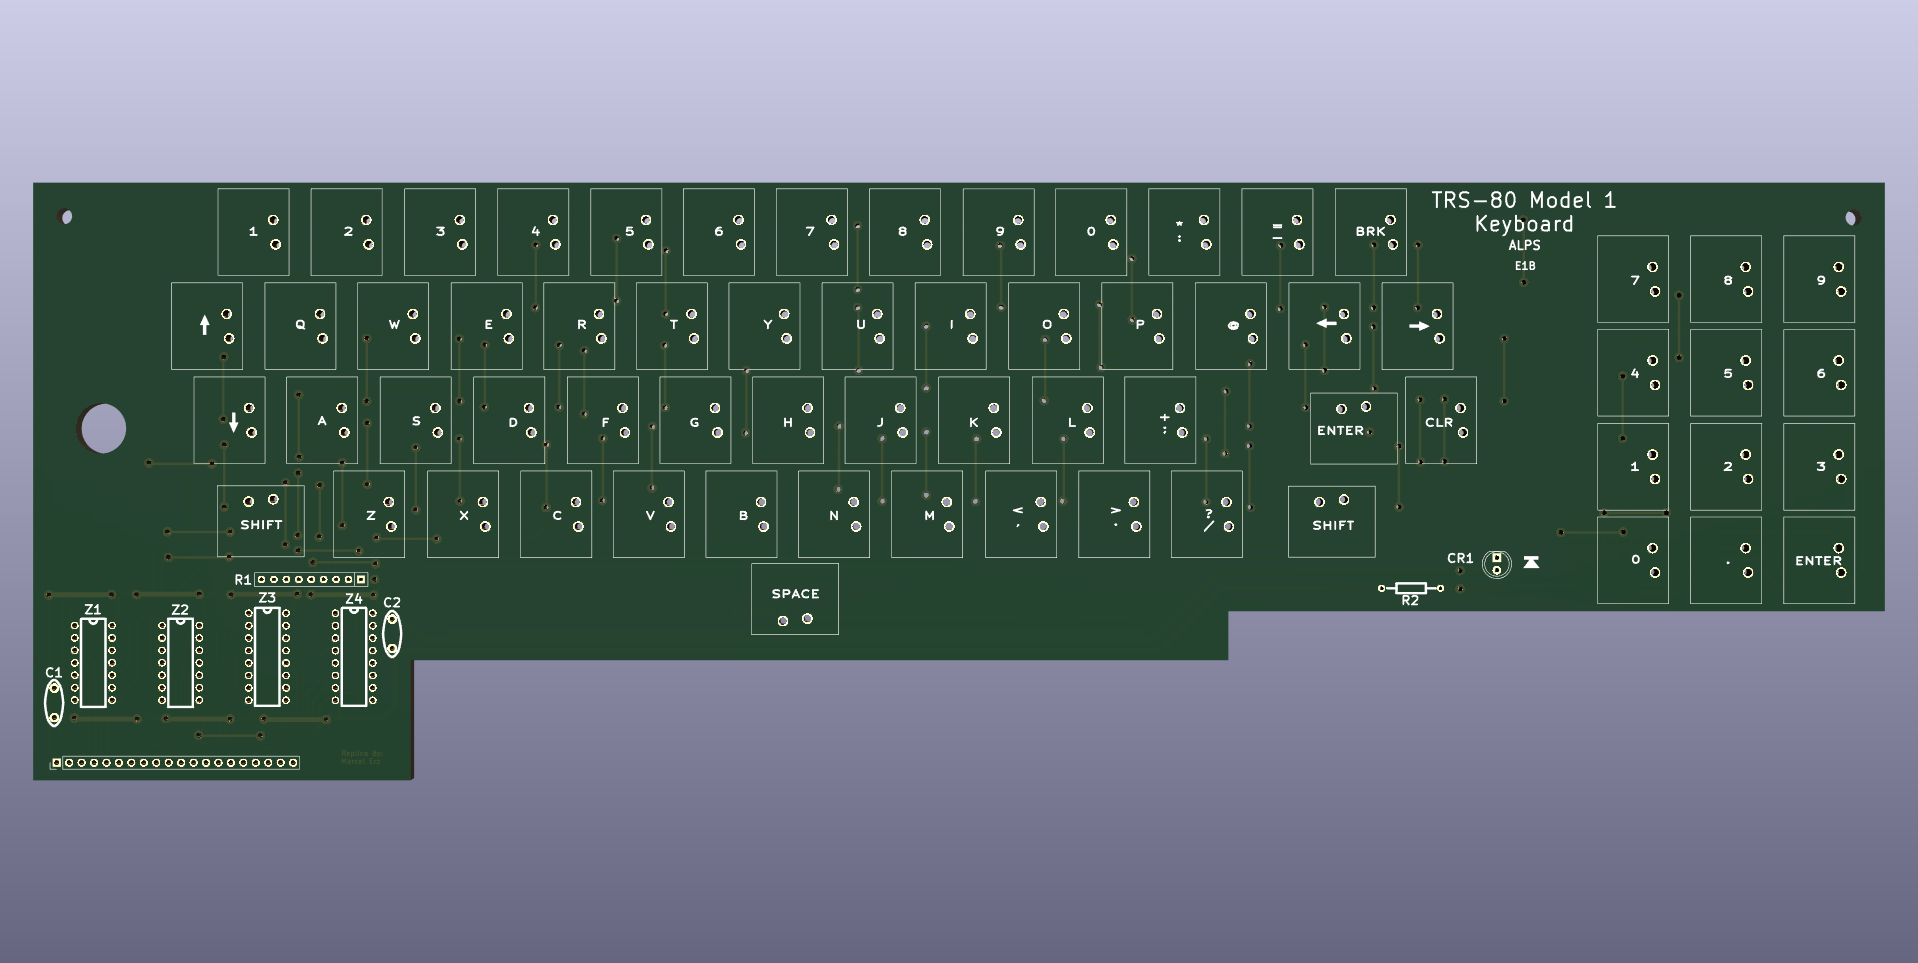 TRS-80 Model 1
Keyboard
ALPS
E1B
1 2 3 4 5 6 7 8 9 0 * : = - BRK
7 8 9
Q W E R T Y U I O P @
4 5 6
A S D F G H J K L + ; ENTER CLR
1 2 3
SHIFT Z X C V B N M < , > . ? / SHIFT
0 . ENTER
CR1
R1
R2
SPACE
Z1 Z2 Z3 Z4 C2
C1
Replica By: